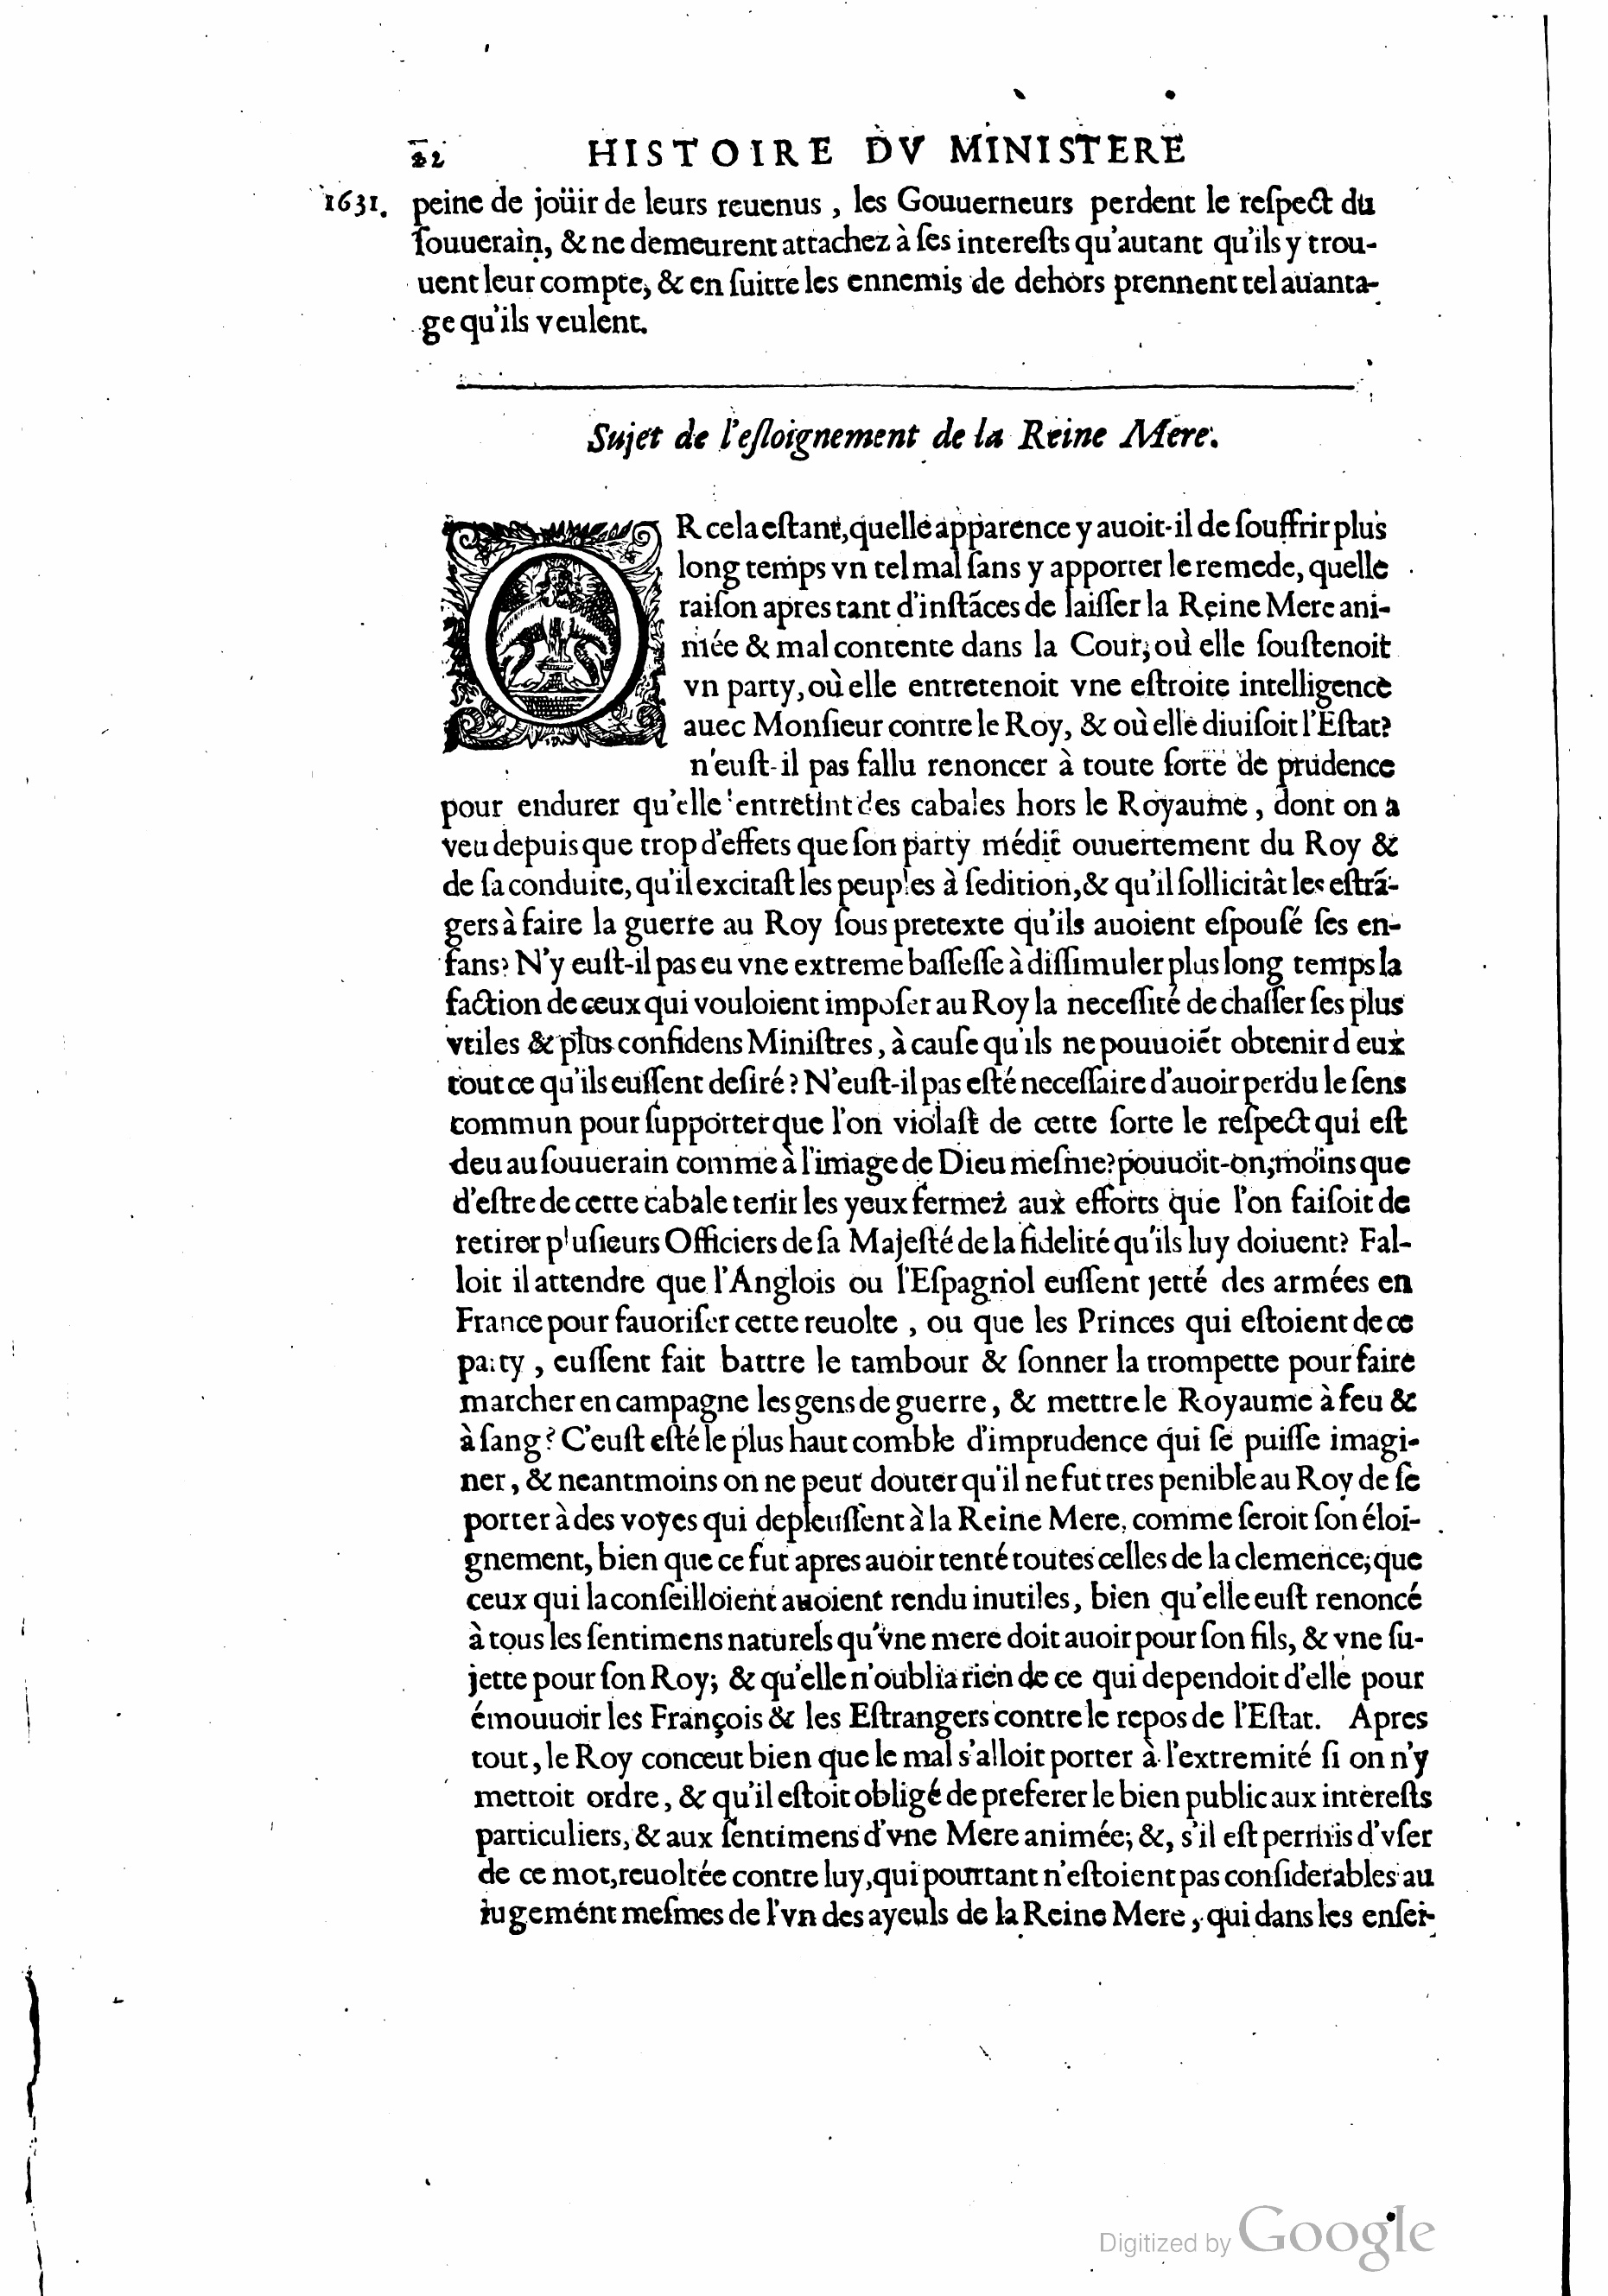 22 HISTOIRE DV MINISTERE
1631. peine de joüir de leurs reuenus, les Gouuerneurs perdent le reſpect du
ſouuerain, & ne demeurent attachez à ſes intereſts qu'autant qu'ils y trou-
uent leur compte, & en ſuitte les ennemis de dehors prennent tel auanta-
ge qu'ils veulent.
Sujet de l'eſloignement de la Reine Mere.
OR cela eſtant, quelle apparence y auoit-il de ſouffrir plus
long temps vn tel mal ſans y apporter le remede, quelle
raiſon apres tant d'inſtãces de laiſſer la Reine Mere ani-
mée & mal contente dans la Cour, où elle ſouſtenoit
vn party, où elle entretenoit vne eſtroite intelligence
auec Monſieur contre le Roy, & où elle diuiſoit l'Eſtat?
n'euſt-il pas fallu renoncer à toute ſorte de prudence
pour endurer qu'elle entretint des cabales hors le Royaume, dont on a
veu depuis que trop d'effets que ſon party médit ouuertement du Roy &
de ſa conduite, qu'il excitaſt les peuples à ſedition, & qu'il ſollicitât les eſtrã-
gers à faire la guerre au Roy ſous pretexte qu'ils auoient eſpouſé ſes en-
fans? N'y euſt-il pas eu vne extreme baſſeſſe à diſſimuler plus long temps la
faction de ceux qui vouloient impoſer au Roy la neceſſité de chaſſer ſes plus
vtiles & plus confidens Miniſtres, à cauſe qu'ils ne pouuoiẽt obtenir d eux
tout ce qu'ils euſſent deſiré? N'euſt-il pas eſté neceſſaire d'auoir perdu le ſens
commun pour ſupporter que l'on violaſt de cette ſorte le reſpect qui eſt
deu au ſouuerain comme à l'image de Dieu meſme? pouuoit-on, moins que
d'eſtre de cette cabale tenir les yeux fermez aux efforts que l'on faiſoit de
retirer pluſieurs Officiers de ſa Majeſté de la fidelité qu'ils luy doiuent? Fal-
loit il attendre que l'Anglois ou l'Eſpagnol euſſent jetté des armées en
France pour fauoriſer cette reuolte, ou que les Princes qui eſtoient de ce
party, euſſent fait battre le tambour & ſonner la trompette pour faire
marcher en campagne les gens de guerre, & mettre le Royaume à feu &
à ſang? C'euſt eſté le plus haut comble d'imprudence qui ſe puiſſe imagi-
ner, & neantmoins on ne peut douter qu'il ne fut tres penible au Roy de ſe
porter à des voyes qui depleuſſent à la Reine Mere, comme ſeroit ſon éloi-
gnement, bien que ce fut apres auoir tenté toutes celles de la clemence, que
ceux qui la conſeilloient auoient rendu inutiles, bien qu'elle euſt renoncé
à tous les ſentimens naturels qu'vne mere doit auoir pour ſon fils, & vne ſu-
jette pour ſon Roy; & qu'elle n'oublia rien de ce qui dependoit d'elle pour
émouuoir les François & les Eſtrangers contre le repos de l'Eſtat. Apres
tout, le Roy conceut bien que le mal s'alloit porter à l'extremité ſi on n'y
mettoit ordre, & qu'il eſtoit obligé de preferer le bien public aux intereſts
particuliers, & aux ſentimens d'vne Mere animée; &, s'il eſt permis d'vſer
de ce mot, reuoltée contre luy, qui pourtant n'eſtoient pas conſiderables au
iugemént meſmes de l'vn des ayeuls de la Reine Mere, qui dans les enſei-
Digitized by Google